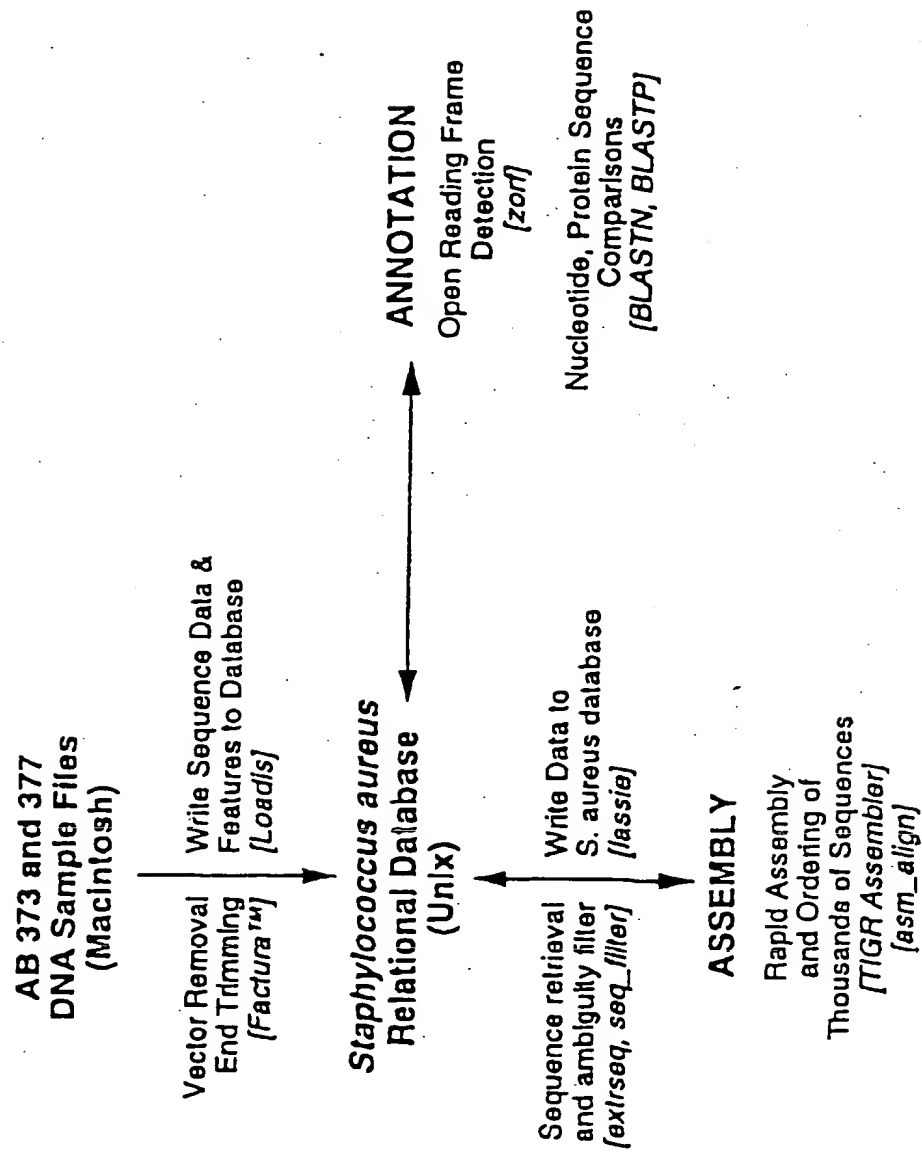 AB 373 and 377
DNA Sample Files
(Macintosh)
Vector Removal
End Trimming
[Factura™]
Write Sequence Data &
Features to Database
[Loadis]
Staphylococcus aureus
Relational Database
(Unix)
ANNOTATION
Open Reading Frame
Detection
[zorf]
Nucleotide, Protein Sequence
Comparisons
[BLASTN, BLASTP]
Sequence retrieval
and ambiguity filter
[extrseq, seq_filter]
Write Data to
S. aureus database
[lassie]
ASSEMBLY
Rapid Assembly
and Ordering of
Thousands of Sequences
[TIGR Assembler]
[asm_align]